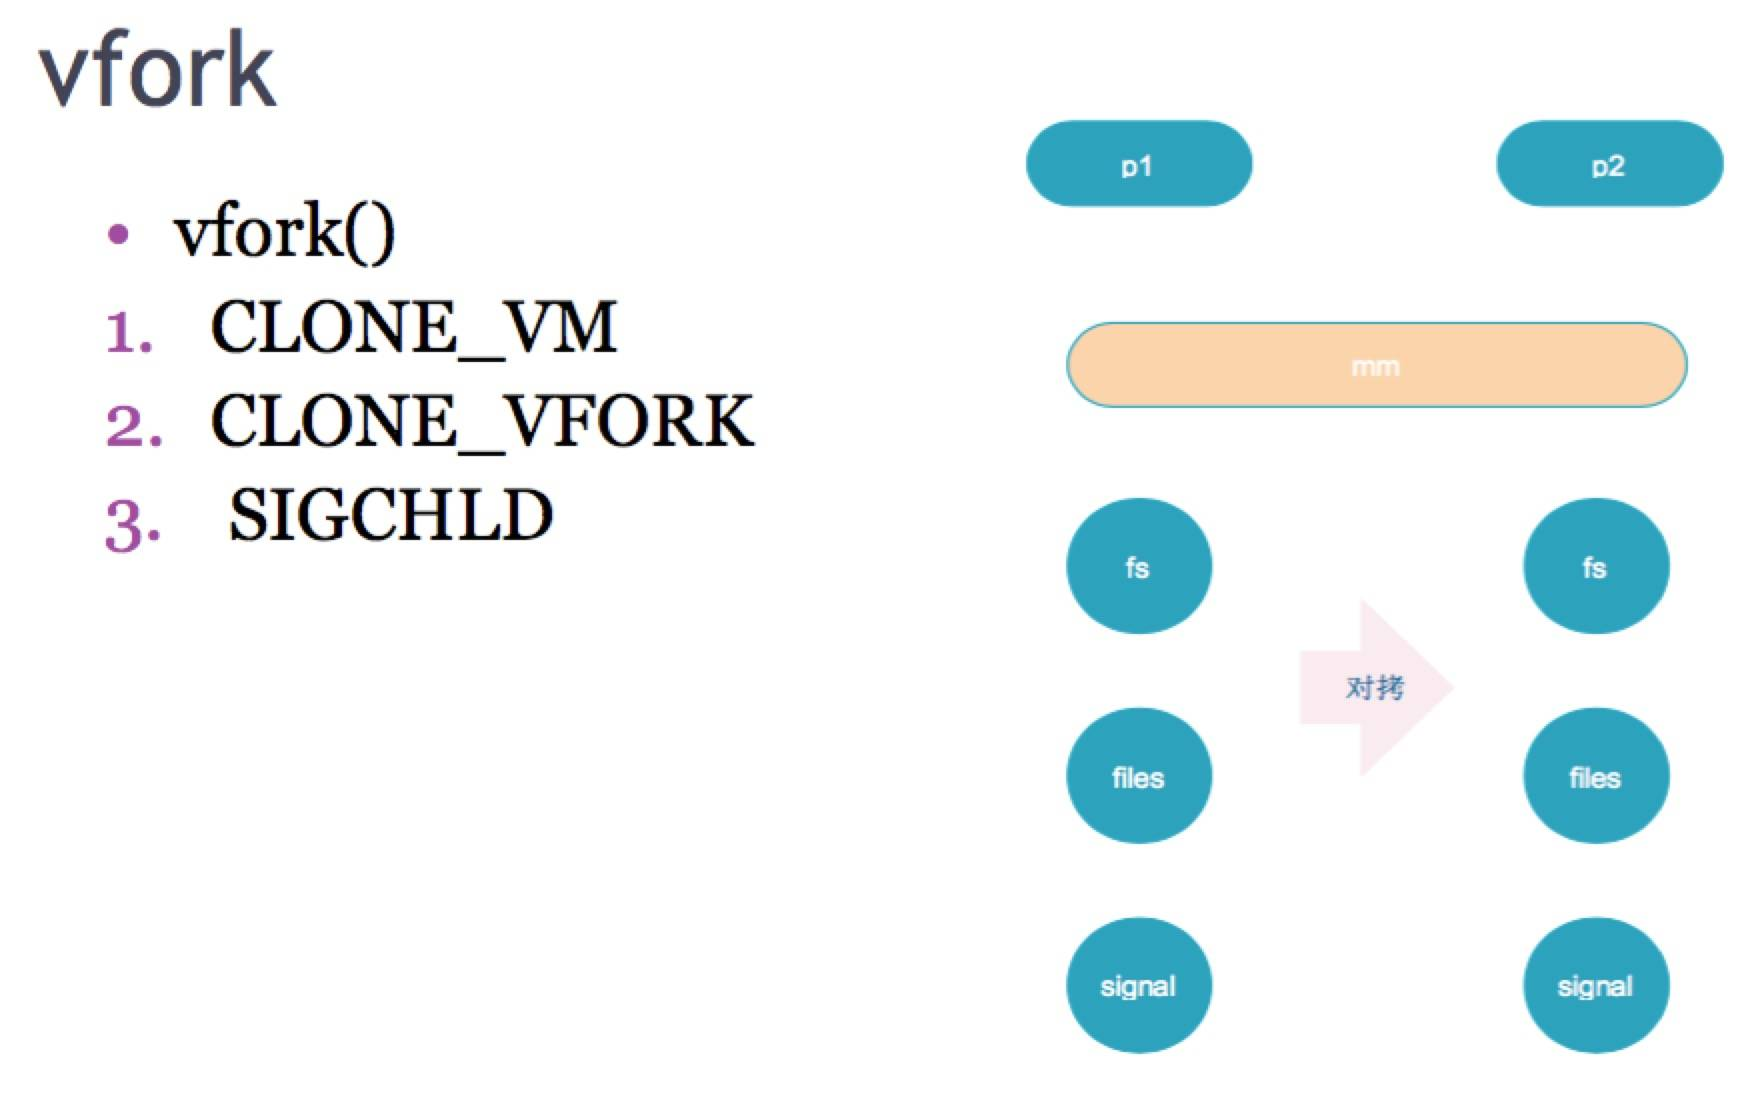 vfork
• vfork()
1. CLONE_VM
2. CLONE_VFORK
3. SIGCHLD
p1
p2
mm
fs
fs
对拷
files
files
signal
signal